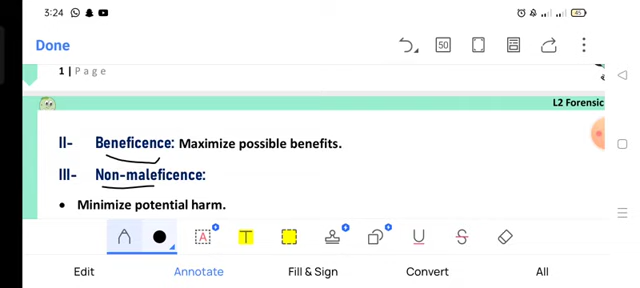 3:24
45
Done
50
1 | Page
L2 Forensic
II- Beneficence: Maximize possible benefits.
III- Non-maleficence:
• Minimize potential harm.
A T U S
Edit Annotate Fill & Sign Convert All